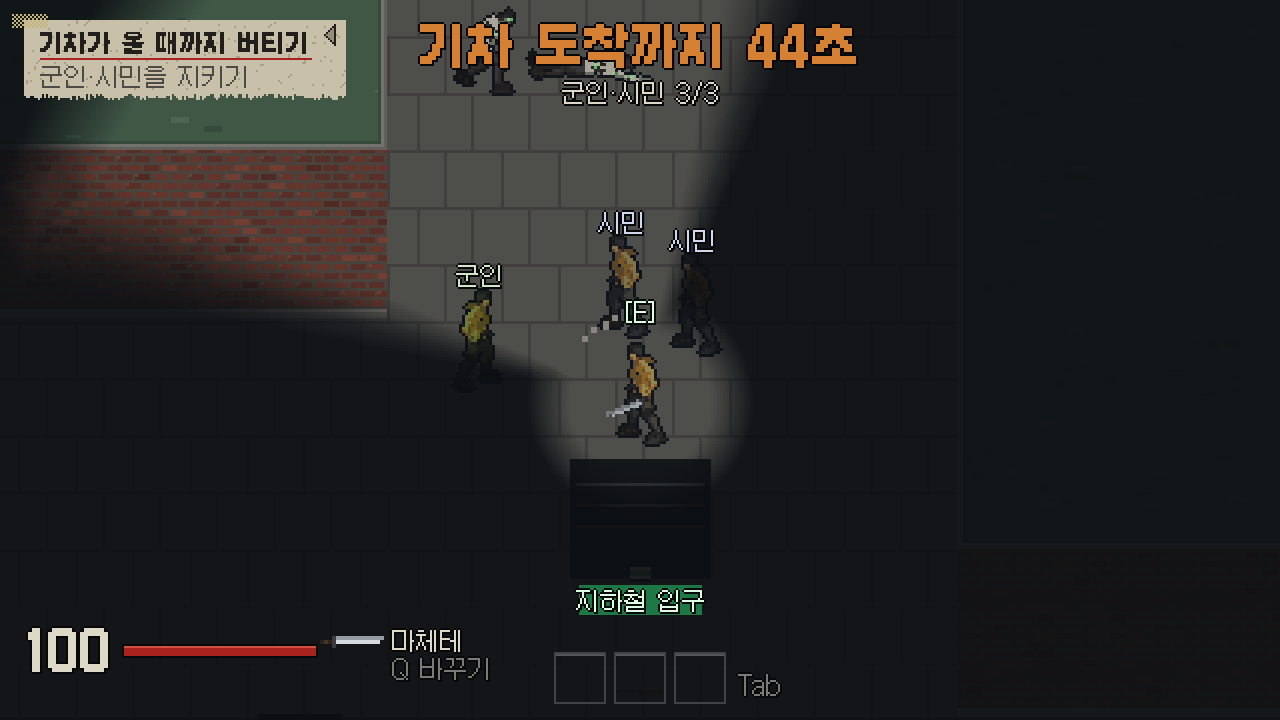 기차가 올 때까지 버티기
군인·시민을 지키기
기차 도착까지 44초
군인·시민 3/3
시민
시민
군인
[E]
지하철 입구
100
마체테
Q 바꾸기
Tab